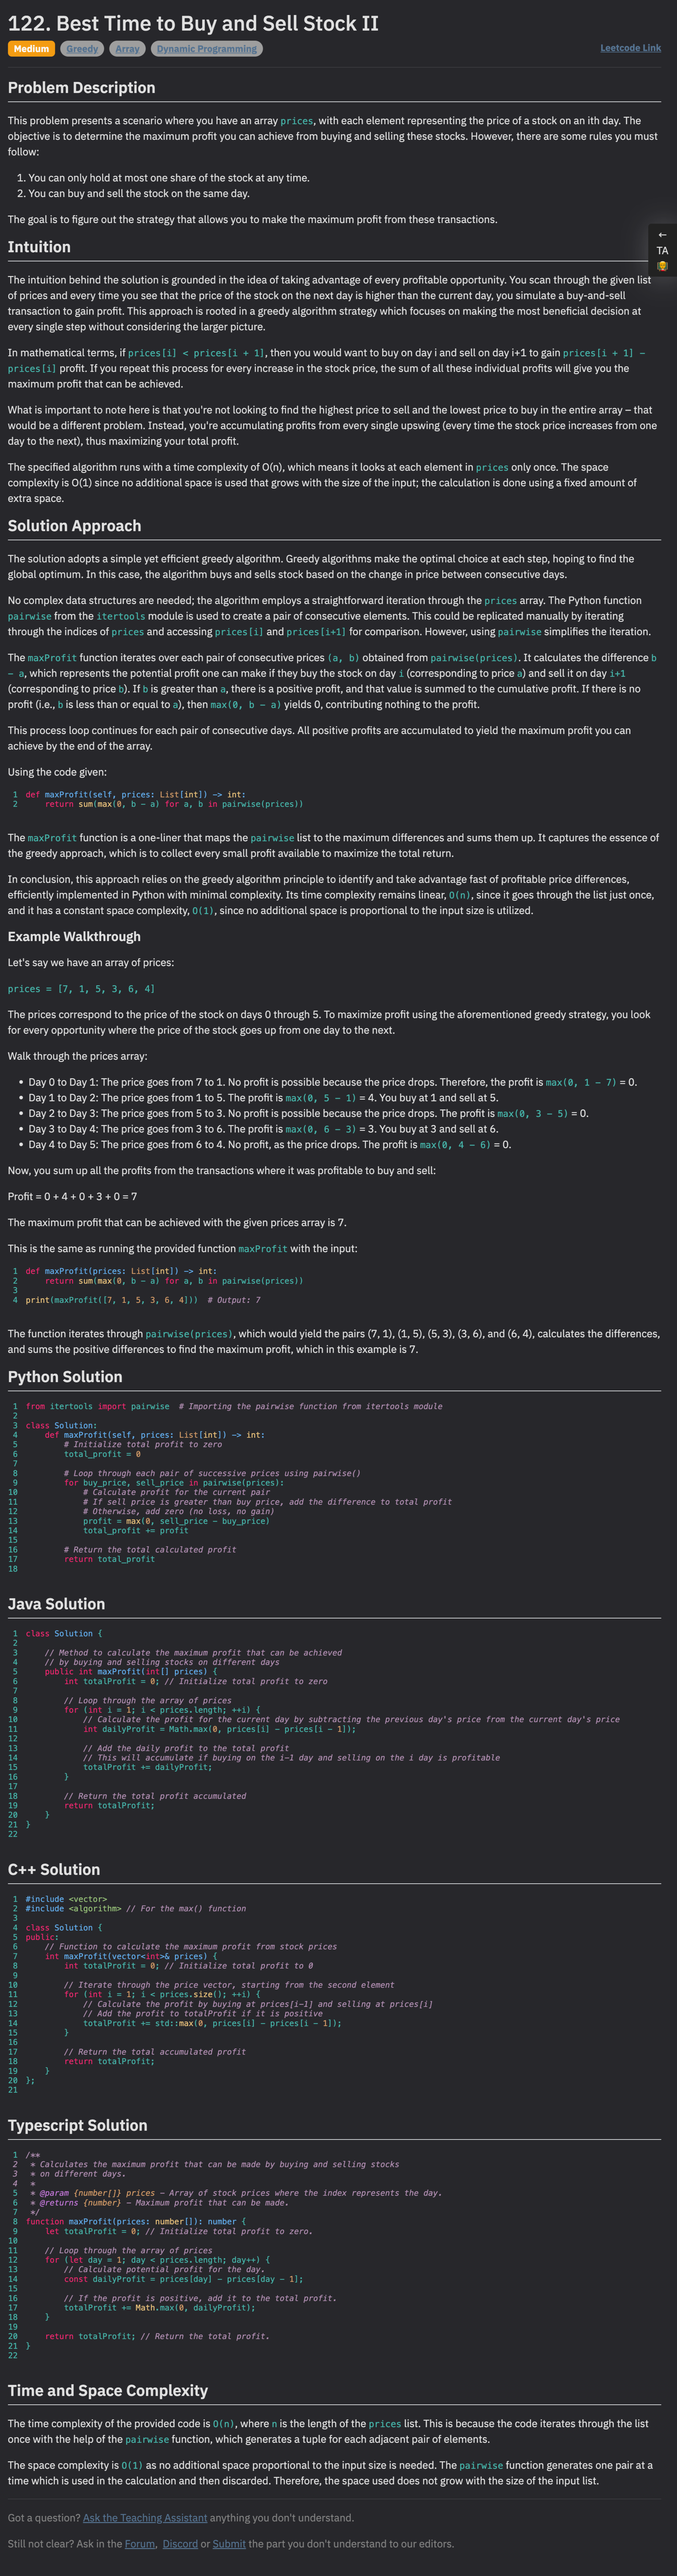 122. Best Time to Buy and Sell Stock II
Medium Greedy Array Dynamic Programming Leetcode Link
Problem Description
This problem presents a scenario where you have an array prices, with each element representing the price of a stock on an ith day. The
objective is to determine the maximum profit you can achieve from buying and selling these stocks. However, there are some rules you must
follow:
1. You can only hold at most one share of the stock at any time.
2. You can buy and sell the stock on the same day.
The goal is to figure out the strategy that allows you to make the maximum profit from these transactions.
←
TA
Intuition
The intuition behind the solution is grounded in the idea of taking advantage of every profitable opportunity. You scan through the given list
of prices and every time you see that the price of the stock on the next day is higher than the current day, you simulate a buy-and-sell
transaction to gain profit. This approach is rooted in a greedy algorithm strategy which focuses on making the most beneficial decision at
every single step without considering the larger picture.
In mathematical terms, if prices[i] < prices[i + 1], then you would want to buy on day i and sell on day i+1 to gain prices[i + 1] -
prices[i] profit. If you repeat this process for every increase in the stock price, the sum of all these individual profits will give you the
maximum profit that can be achieved.
What is important to note here is that you're not looking to find the highest price to sell and the lowest price to buy in the entire array – that
would be a different problem. Instead, you're accumulating profits from every single upswing (every time the stock price increases from one
day to the next), thus maximizing your total profit.
The specified algorithm runs with a time complexity of O(n), which means it looks at each element in prices only once. The space
complexity is O(1) since no additional space is used that grows with the size of the input; the calculation is done using a fixed amount of
extra space.
Solution Approach
The solution adopts a simple yet efficient greedy algorithm. Greedy algorithms make the optimal choice at each step, hoping to find the
global optimum. In this case, the algorithm buys and sells stock based on the change in price between consecutive days.
No complex data structures are needed; the algorithm employs a straightforward iteration through the prices array. The Python function
pairwise from the itertools module is used to create a pair of consecutive elements. This could be replicated manually by iterating
through the indices of prices and accessing prices[i] and prices[i+1] for comparison. However, using pairwise simplifies the iteration.
The maxProfit function iterates over each pair of consecutive prices (a, b) obtained from pairwise(prices). It calculates the difference b
- a, which represents the potential profit one can make if they buy the stock on day i (corresponding to price a) and sell it on day i+1
(corresponding to price b). If b is greater than a, there is a positive profit, and that value is summed to the cumulative profit. If there is no
profit (i.e., b is less than or equal to a), then max(0, b - a) yields 0, contributing nothing to the profit.
This process loop continues for each pair of consecutive days. All positive profits are accumulated to yield the maximum profit you can
achieve by the end of the array.
Using the code given:
1 def maxProfit(self, prices: List[int]) -> int:
2     return sum(max(0, b - a) for a, b in pairwise(prices))
The maxProfit function is a one-liner that maps the pairwise list to the maximum differences and sums them up. It captures the essence of
the greedy approach, which is to collect every small profit available to maximize the total return.
In conclusion, this approach relies on the greedy algorithm principle to identify and take advantage fast of profitable price differences,
efficiently implemented in Python with minimal complexity. Its time complexity remains linear, O(n), since it goes through the list just once,
and it has a constant space complexity, O(1), since no additional space is proportional to the input size is utilized.
Example Walkthrough
Let's say we have an array of prices:
prices = [7, 1, 5, 3, 6, 4]
The prices correspond to the price of the stock on days 0 through 5. To maximize profit using the aforementioned greedy strategy, you look
for every opportunity where the price of the stock goes up from one day to the next.
Walk through the prices array:
• Day 0 to Day 1: The price goes from 7 to 1. No profit is possible because the price drops. Therefore, the profit is max(0, 1 - 7) = 0.
• Day 1 to Day 2: The price goes from 1 to 5. The profit is max(0, 5 - 1) = 4. You buy at 1 and sell at 5.
• Day 2 to Day 3: The price goes from 5 to 3. No profit is possible because the price drops. The profit is max(0, 3 - 5) = 0.
• Day 3 to Day 4: The price goes from 3 to 6. The profit is max(0, 6 - 3) = 3. You buy at 3 and sell at 6.
• Day 4 to Day 5: The price goes from 6 to 4. No profit, as the price drops. The profit is max(0, 4 - 6) = 0.
Now, you sum up all the profits from the transactions where it was profitable to buy and sell:
Profit = 0 + 4 + 0 + 3 + 0 = 7
The maximum profit that can be achieved with the given prices array is 7.
This is the same as running the provided function maxProfit with the input:
1 def maxProfit(prices: List[int]) -> int:
2     return sum(max(0, b - a) for a, b in pairwise(prices))
3
4 print(maxProfit([7, 1, 5, 3, 6, 4]))  # Output: 7
The function iterates through pairwise(prices), which would yield the pairs (7, 1), (1, 5), (5, 3), (3, 6), and (6, 4), calculates the differences,
and sums the positive differences to find the maximum profit, which in this example is 7.
Python Solution
1 from itertools import pairwise  # Importing the pairwise function from itertools module
2
3 class Solution:
4     def maxProfit(self, prices: List[int]) -> int:
5         # Initialize total profit to zero
6         total_profit = 0
7
8         # Loop through each pair of successive prices using pairwise()
9         for buy_price, sell_price in pairwise(prices):
10             # Calculate profit for the current pair
11             # If sell price is greater than buy price, add the difference to total profit
12             # Otherwise, add zero (no loss, no gain)
13             profit = max(0, sell_price - buy_price)
14             total_profit += profit
15
16         # Return the total calculated profit
17         return total_profit
18
Java Solution
1 class Solution {
2
3     // Method to calculate the maximum profit that can be achieved
4     // by buying and selling stocks on different days
5     public int maxProfit(int[] prices) {
6         int totalProfit = 0; // Initialize total profit to zero
7
8         // Loop through the array of prices
9         for (int i = 1; i < prices.length; ++i) {
10             // Calculate the profit for the current day by subtracting the previous day's price from the current day's price
11             int dailyProfit = Math.max(0, prices[i] - prices[i - 1]);
12
13             // Add the daily profit to the total profit
14             // This will accumulate if buying on the i-1 day and selling on the i day is profitable
15             totalProfit += dailyProfit;
16         }
17
18         // Return the total profit accumulated
19         return totalProfit;
20     }
21 }
22
C++ Solution
1 #include <vector>
2 #include <algorithm> // For the max() function
3
4 class Solution {
5 public:
6     // Function to calculate the maximum profit from stock prices
7     int maxProfit(vector<int>& prices) {
8         int totalProfit = 0; // Initialize total profit to 0
9
10         // Iterate through the price vector, starting from the second element
11         for (int i = 1; i < prices.size(); ++i) {
12             // Calculate the profit by buying at prices[i-1] and selling at prices[i]
13             // Add the profit to totalProfit if it is positive
14             totalProfit += std::max(0, prices[i] - prices[i - 1]);
15         }
16
17         // Return the total accumulated profit
18         return totalProfit;
19     }
20 };
21
Typescript Solution
1 /**
2  * Calculates the maximum profit that can be made by buying and selling stocks
3  * on different days.
4  *
5  * @param {number[]} prices - Array of stock prices where the index represents the day.
6  * @returns {number} - Maximum profit that can be made.
7  */
8 function maxProfit(prices: number[]): number {
9     let totalProfit = 0; // Initialize total profit to zero.
10
11     // Loop through the array of prices
12     for (let day = 1; day < prices.length; day++) {
13         // Calculate potential profit for the day.
14         const dailyProfit = prices[day] - prices[day - 1];
15
16         // If the profit is positive, add it to the total profit.
17         totalProfit += Math.max(0, dailyProfit);
18     }
19
20     return totalProfit; // Return the total profit.
21 }
22
Time and Space Complexity
The time complexity of the provided code is O(n), where n is the length of the prices list. This is because the code iterates through the list
once with the help of the pairwise function, which generates a tuple for each adjacent pair of elements.
The space complexity is O(1) as no additional space proportional to the input size is needed. The pairwise function generates one pair at a
time which is used in the calculation and then discarded. Therefore, the space used does not grow with the size of the input list.
Got a question? Ask the Teaching Assistant anything you don't understand.
Still not clear? Ask in the Forum, Discord or Submit the part you don't understand to our editors.